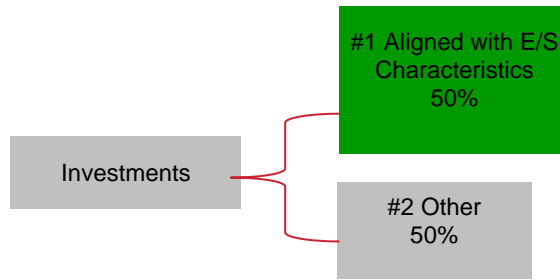 #1 Aligned with E/S
Characteristics
50%
Investments
#2 Other
50%